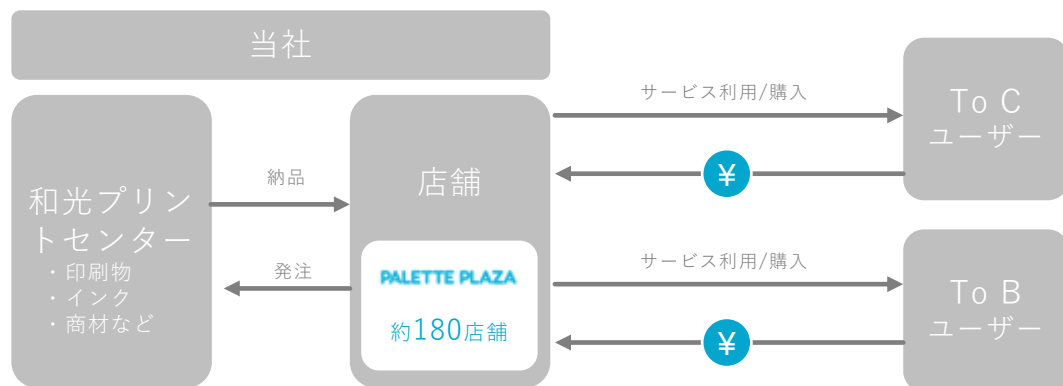 当社
和光プリン
トセンター
・印刷物
・インク
・商材など
納品
発注
店舗
PALETTE PLAZA
約180店舗
サービス利用/購入
¥
To C
ユーザー
サービス利用/購入
¥
To B
ユーザー